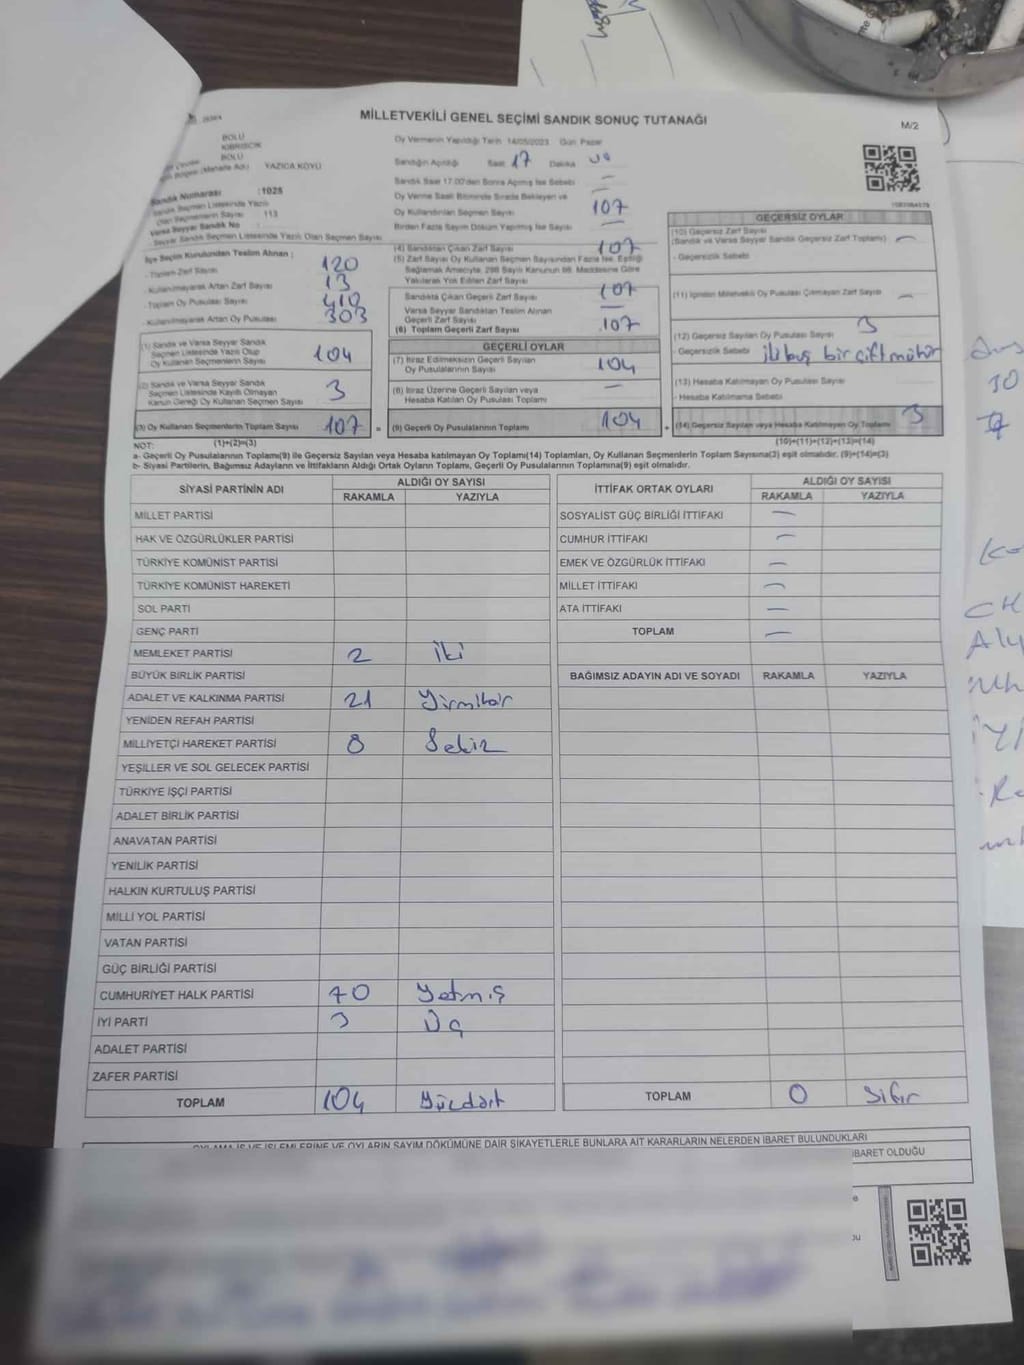 MİLLETVEKİLİ GENEL SEÇİMİ SANDIK SONUÇ TUTANAĞI
M/2
BOLU
KIBRISCIK
BOLU
YAZICA KÖYÜ
Oy Vermenin Yapıldığı Tarih 14/05/2023 Gün Pazar
Sandığın Açıldığı Saat 17 Dakika
Sandık Saat 17.00'den Sonra Açılmış İse Sebebi —
Oy Verme Saati Bitiminde Sırada Bekleyen ve —
Oy Kullandırılan Seçmen Sayısı 107
Birden Fazla Sayım Döküm Yapılmış İse Sayısı —
Sandık Numarası :1025
Sandık Seçmen Listesinde Yazılı
Olan Seçmenlerin Sayısı 113
Varsa Seyyar Sandık No :
Seyyar Sandık Seçmen Listesinde Yazılı Olan Seçmen Sayısı
İlçe Seçim Kurulundan Teslim Alınan :
Toplam Zarf Sayısı 120
Kullanılmayarak Artan Zarf Sayısı 13
Toplam Oy Pusulası Sayısı 410
Kullanılmayarak Artan Oy Pusulası 303
(1) Sandık ve Varsa Seyyar Sandık
Seçmen Listesinde Yazılı Olup
Oy Kullanan Seçmenlerin Sayısı 104
(2) Sandık ve Varsa Seyyar Sandık
Seçmen Listesinde Kayıtlı Olmayan
Kanun Gereği Oy Kullanan Seçmen Sayısı 3
(3) Oy Kullanan Seçmenlerin Toplam Sayısı 107 =
(4) Sandıktan Çıkan Zarf Sayısı 107
(5) Zarf Sayısı Oy Kullanan Seçmen Sayısından Fazla İse, Eşitliği
Sağlamak Amacıyla, 298 Sayılı Kanunun 98. Maddesine Göre
Yakılarak Yok Edilen Zarf Sayısı
Sandıkta Çıkan Geçerli Zarf Sayısı 107
Varsa Seyyar Sandıktan Teslim Alınan
Geçerli Zarf Sayısı —
(6) Toplam Geçerli Zarf Sayısı 107
GEÇERLİ OYLAR
(7) İtiraz Edilmeksizin Geçerli Sayılan
Oy Pusulalarının Sayısı 104
(8) İtiraz Üzerine Geçerli Sayılan veya
Hesaba Katılan Oy Pusulası Toplamı —
(9) Geçerli Oy Pusulalarının Toplamı 104 +
GEÇERSİZ OYLAR
(10) Geçersiz Zarf Sayısı
(Sandık ve Varsa Seyyar Sandık Geçersiz Zarf Toplamı) —
- Geçersizlik Sebebi
(11) İçinden Milletvekili Oy Pusulası Çıkmayan Zarf Sayısı —
(12) Geçersiz Sayılan Oy Pusulası Sayısı 3
- Geçersizlik Sebebi bir çift mühür
(13) Hesaba Katılmayan Oy Pusulası Sayısı
- Hesaba Katılmama Sebebi
(14) Geçersiz Sayılan veya Hesaba Katılmayan Oy Toplamı 3
NOT: (1)+(2)=(3) (10)+(11)+(12)+(13)=(14)
a- Geçerli Oy Pusulalarının Toplamı(9) ile Geçersiz Sayılan veya Hesaba Katılmayan Oy Toplamı(14) Toplamları, Oy Kullanan Seçmenlerin Toplam Sayısına(3) eşit olmalıdır. (9)+(14)=(3)
b- Siyasi Partilerin, Bağımsız Adayların ve İttifakların Aldığı Ortak Oyların Toplamı, Geçerli Oy Pusulalarının Toplamına(9) eşit olmalıdır.
SİYASİ PARTİNİN ADI ALDIĞI OY SAYISI
RAKAMLA YAZIYLA
MİLLET PARTİSİ
HAK VE ÖZGÜRLÜKLER PARTİSİ
TÜRKİYE KOMÜNİST PARTİSİ
TÜRKİYE KOMÜNİST HAREKETİ
SOL PARTİ
GENÇ PARTİ
MEMLEKET PARTİSİ 2 iki
BÜYÜK BİRLİK PARTİSİ
ADALET VE KALKINMA PARTİSİ 21 Yirmibir
YENİDEN REFAH PARTİSİ
MİLLİYETÇİ HAREKET PARTİSİ 8 Sekiz
YEŞİLLER VE SOL GELECEK PARTİSİ
TÜRKİYE İŞÇİ PARTİSİ
ADALET BİRLİK PARTİSİ
ANAVATAN PARTİSİ
YENİLİK PARTİSİ
HALKIN KURTULUŞ PARTİSİ
MİLLİ YOL PARTİSİ
VATAN PARTİSİ
GÜÇ BİRLİĞİ PARTİSİ
CUMHURİYET HALK PARTİSİ 70 Yetmiş
İYİ PARTİ 3 Üç
ADALET PARTİSİ
ZAFER PARTİSİ
TOPLAM 104 Yüzdört
İTTİFAK ORTAK OYLARI ALDIĞI OY SAYISI
RAKAMLA YAZIYLA
SOSYALİST GÜÇ BİRLİĞİ İTTİFAKI —
CUMHUR İTTİFAKI —
EMEK VE ÖZGÜRLÜK İTTİFAKI —
MİLLET İTTİFAKI —
ATA İTTİFAKI —
TOPLAM —
BAĞIMSIZ ADAYIN ADI VE SOYADI RAKAMLA YAZIYLA
TOPLAM 0 Sıfır
OYLAMA İŞ VE İŞLEMLERİNE VE OYLARIN SAYIM DÖKÜMÜNE DAİR ŞİKAYETLERLE BUNLARA AİT KARARLARIN NELERDEN İBARET BULUNDUKLARI
İBARET OLDUĞU